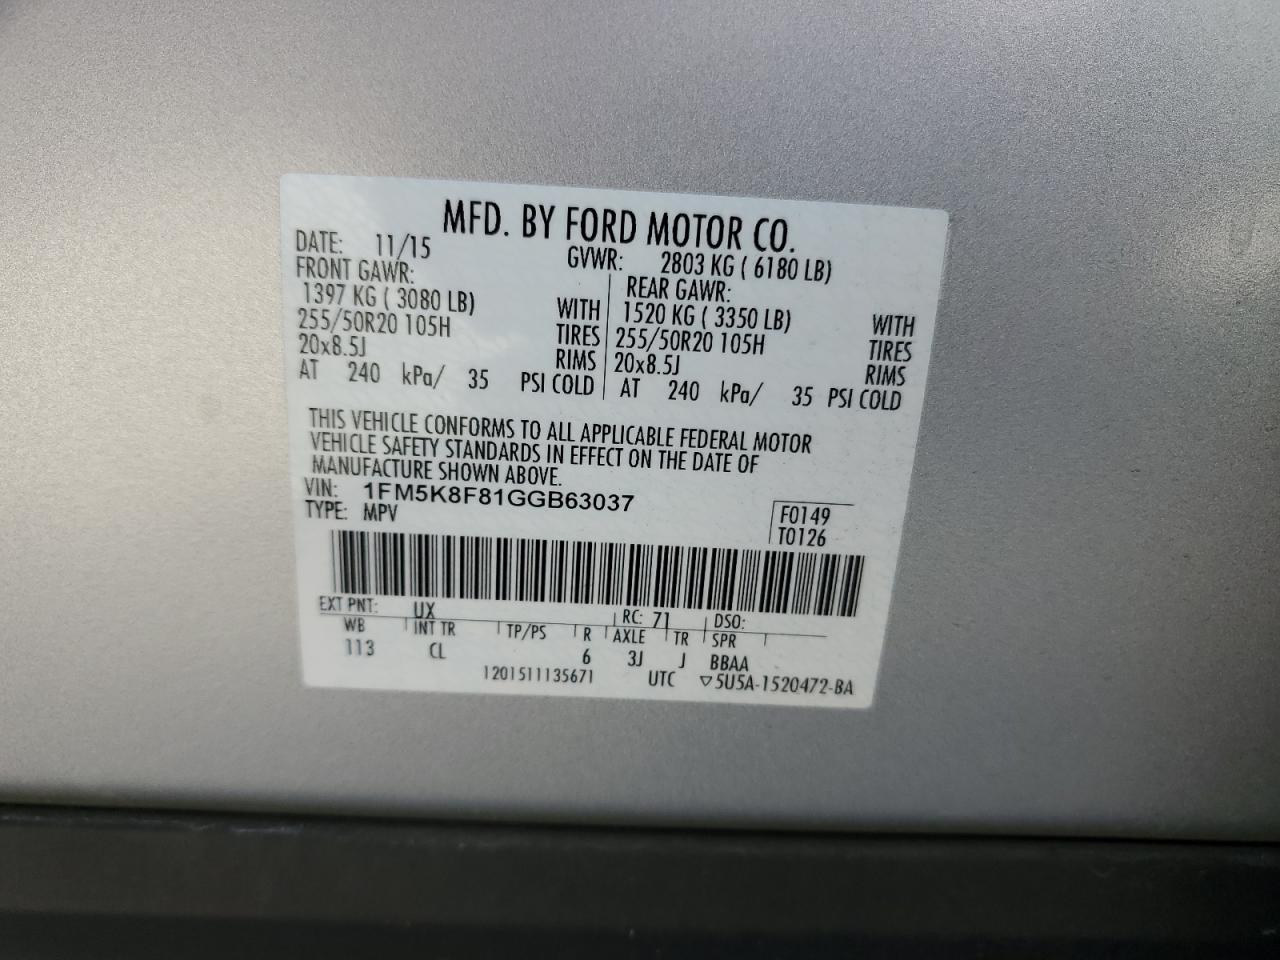 MFD. BY FORD MOTOR CO.
DATE: 11/15 GVWR: 2803 KG ( 6180 LB)
FRONT GAWR: REAR GAWR:
1397 KG ( 3080 LB) WITH 1520 KG ( 3350 LB) WITH
255/50R20 105H TIRES 255/50R20 105H TIRES
20x8.5J RIMS 20x8.5J RIMS
AT 240 kPa/ 35 PSI COLD AT 240 kPa/ 35 PSI COLD
THIS VEHICLE CONFORMS TO ALL APPLICABLE FEDERAL MOTOR
VEHICLE SAFETY STANDARDS IN EFFECT ON THE DATE OF
MANUFACTURE SHOWN ABOVE.
VIN: 1FM5K8F81GGB63037
TYPE: MPV
F0149
T0126
EXT PNT: UX RC: 71 DSO:
WB INT TR TP/PS R AXLE TR SPR
113 CL 6 3J J BBAA
1201511135671 UTC ▽5U5A-1520472-BA